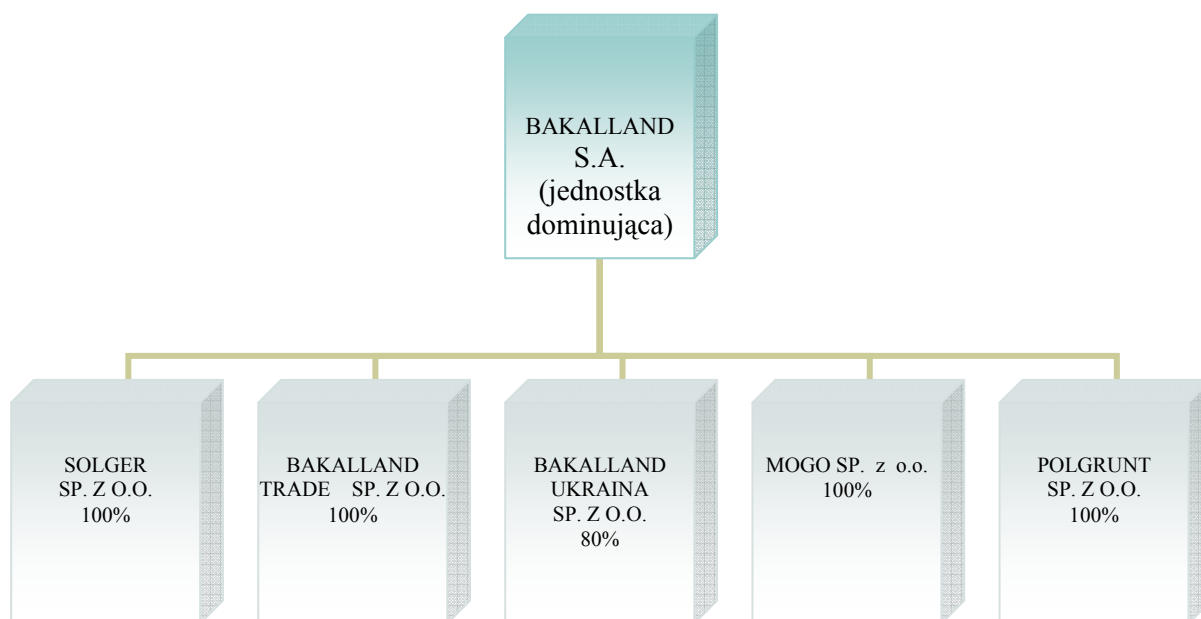 BAKALLAND
S.A.
(jednostka
dominująca)
SOLGER
SP. Z O.O.
100%
BAKALLAND
TRADE SP. Z O.O.
100%
BAKALLAND
UKRAINA
SP. Z O.O.
80%
MOGO SP. z o.o.
100%
POLGRUNT
SP. Z O.O.
100%